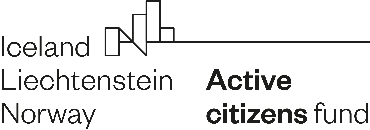 Iceland
Liechtenstein
Norway
Active
citizens fund